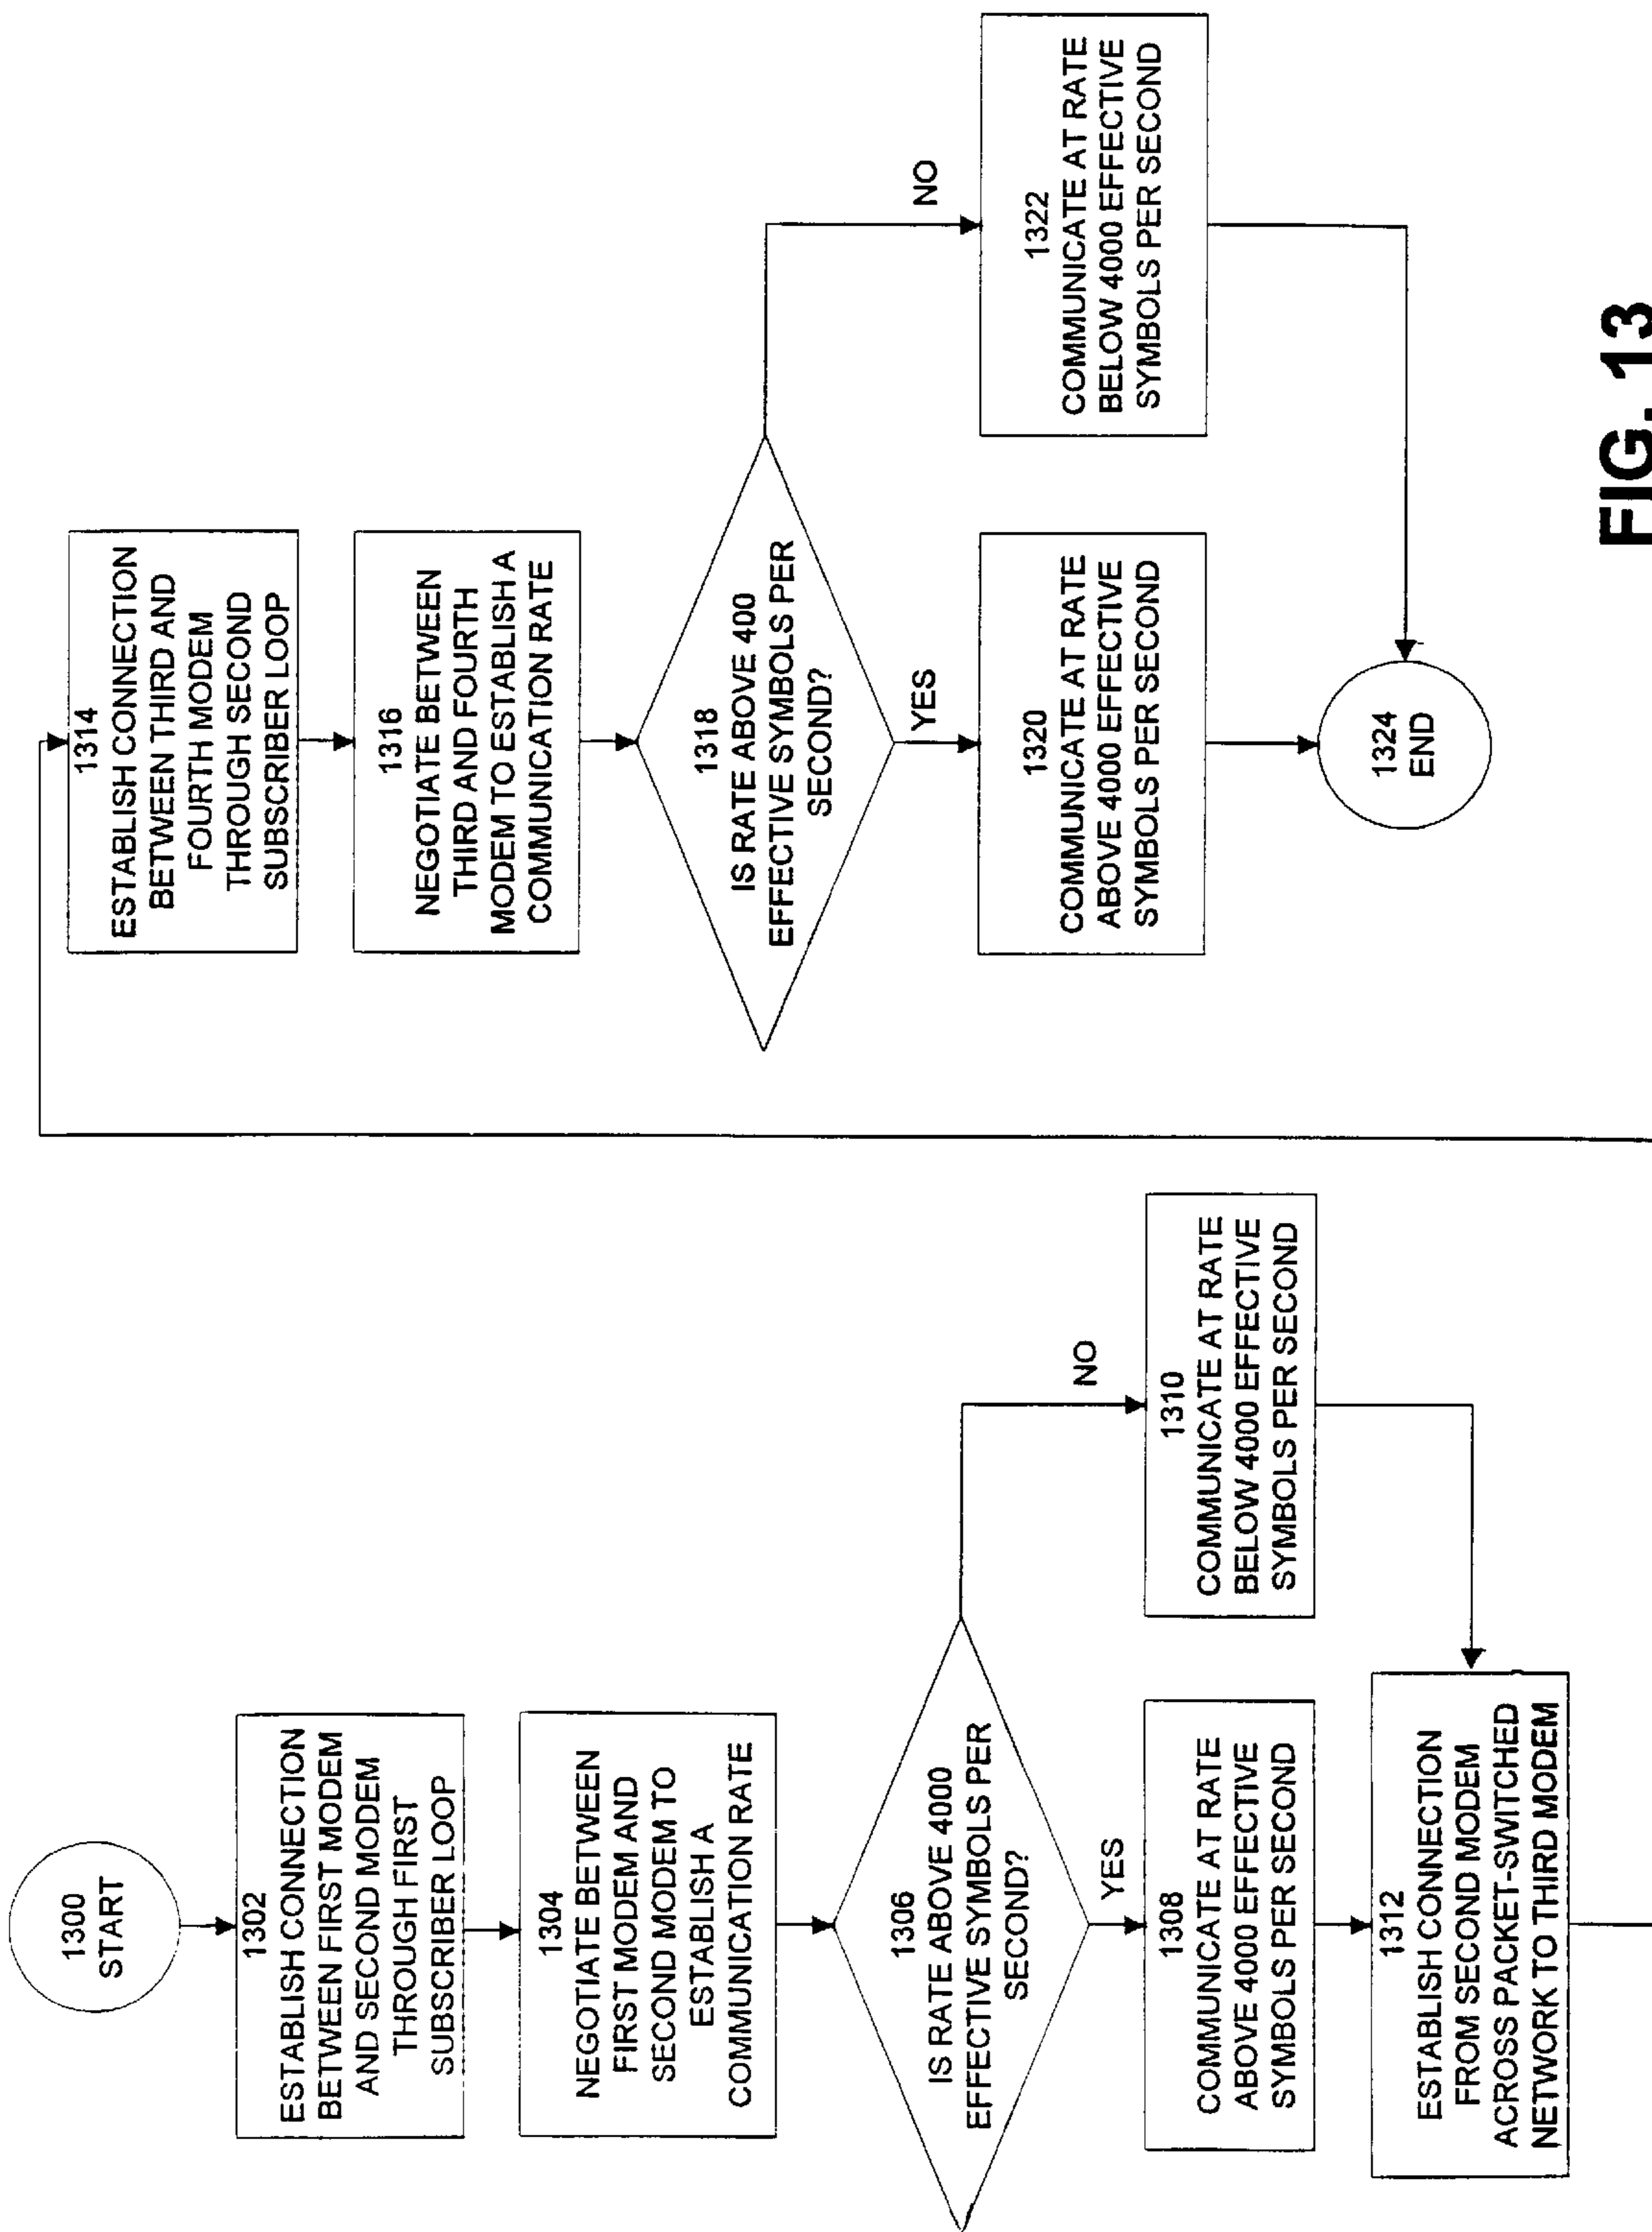 1300
START
1302
ESTABLISH CONNECTION
BETWEEN FIRST MODEM
AND SECOND MODEM
THROUGH FIRST
SUBSCRIBER LOOP
1304
NEGOTIATE BETWEEN
FIRST MODEM AND
SECOND MODEM TO
ESTABLISH A
COMMUNICATION RATE
1306
IS RATE ABOVE 4000
EFFECTIVE SYMBOLS PER
SECOND?
YES
NO
1308
COMMUNICATE AT RATE
ABOVE 4000 EFFECTIVE
SYMBOLS PER SECOND
1310
COMMUNICATE AT RATE
BELOW 4000 EFFECTIVE
SYMBOLS PER SECOND
1312
ESTABLISH CONNECTION
FROM SECOND MODEM
ACROSS PACKET-SWITCHED
NETWORK TO THIRD MODEM
1314
ESTABLISH CONNECTION
BETWEEN THIRD AND
FOURTH MODEM
THROUGH SECOND
SUBSCRIBER LOOP
1316
NEGOTIATE BETWEEN
THIRD AND FOURTH
MODEM TO ESTABLISH A
COMMUNICATION RATE
1318
IS RATE ABOVE 400
EFFECTIVE SYMBOLS PER
SECOND?
YES
NO
1320
COMMUNICATE AT RATE
ABOVE 4000 EFFECTIVE
SYMBOLS PER SECOND
1322
COMMUNICATE AT RATE
BELOW 4000 EFFECTIVE
SYMBOLS PER SECOND
1324
END
FIG. 13